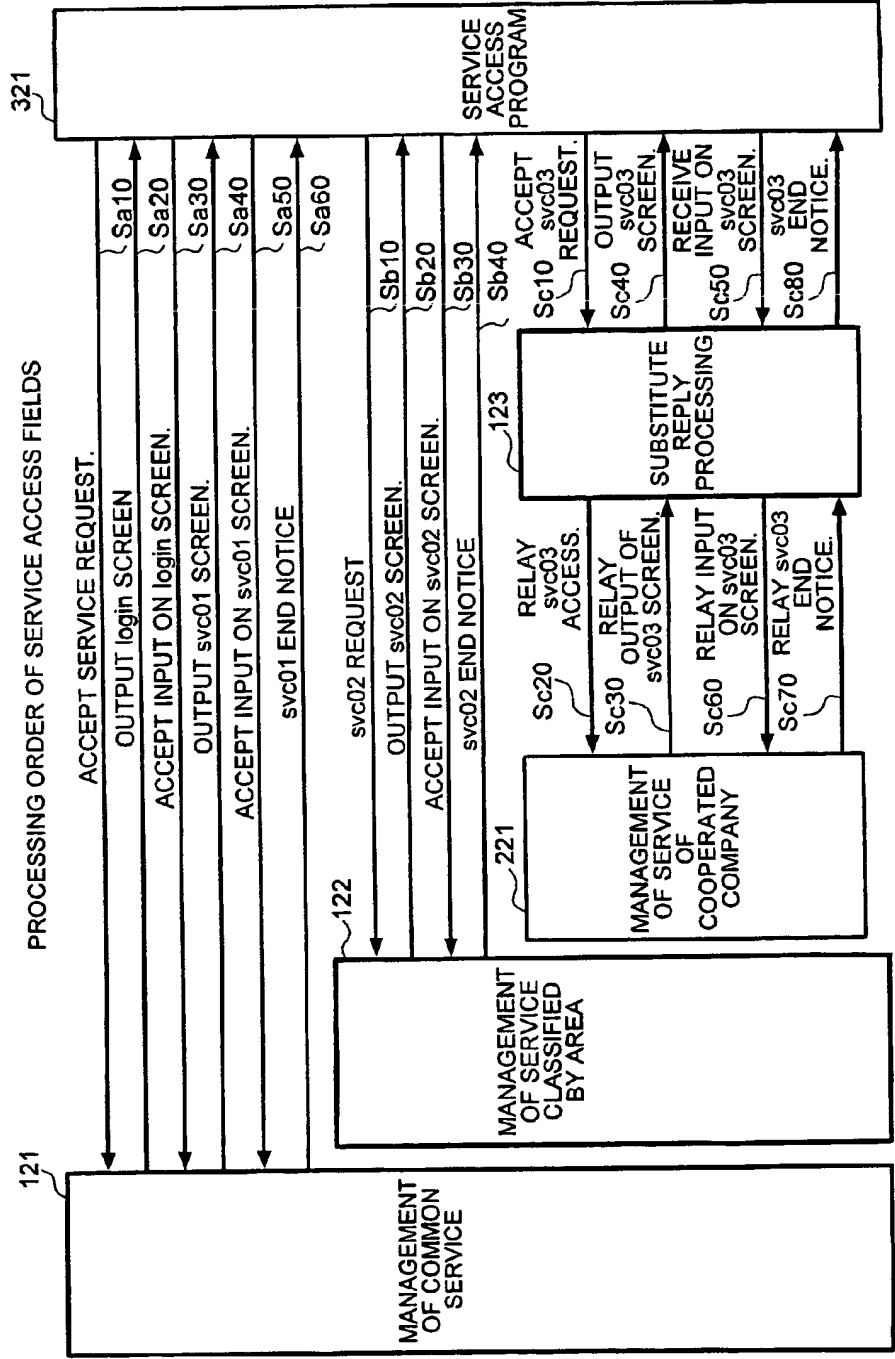 PROCESSING ORDER OF SERVICE ACCESS FIELDS
121
MANAGEMENT
OF COMMON
SERVICE
321
SERVICE
ACCESS
PROGRAM
ACCEPT SERVICE REQUEST.
Sa10
OUTPUT login SCREEN
Sa20
ACCEPT INPUT ON login SCREEN.
Sa30
OUTPUT svc01 SCREEN.
Sa40
ACCEPT INPUT ON svc01 SCREEN.
Sa50
svc01 END NOTICE
Sa60
122
MANAGEMENT
OF SERVICE
CLASSIFIED
BY AREA
svc02 REQUEST
Sb10
OUTPUT svc02 SCREEN.
Sb20
ACCEPT INPUT ON svc02 SCREEN.
Sb30
svc02 END NOTICE
Sb40
221
MANAGEMENT
OF SERVICE
OF
COOPERATED
COMPANY
RELAY
svc03
ACCESS.
Sc20
RELAY
OUTPUT OF
svc03 SCREEN.
Sc30
RELAY INPUT
ON svc03
SCREEN.
Sc60
RELAY svc03
END
NOTICE.
Sc70
123
SUBSTITUTE
REPLY
PROCESSING
ACCEPT
svc03
REQUEST.
Sc10
OUTPUT
svc03
SCREEN.
Sc40
RECEIVE
INPUT ON
svc03
SCREEN.
Sc50
svc03
END
NOTICE.
Sc80